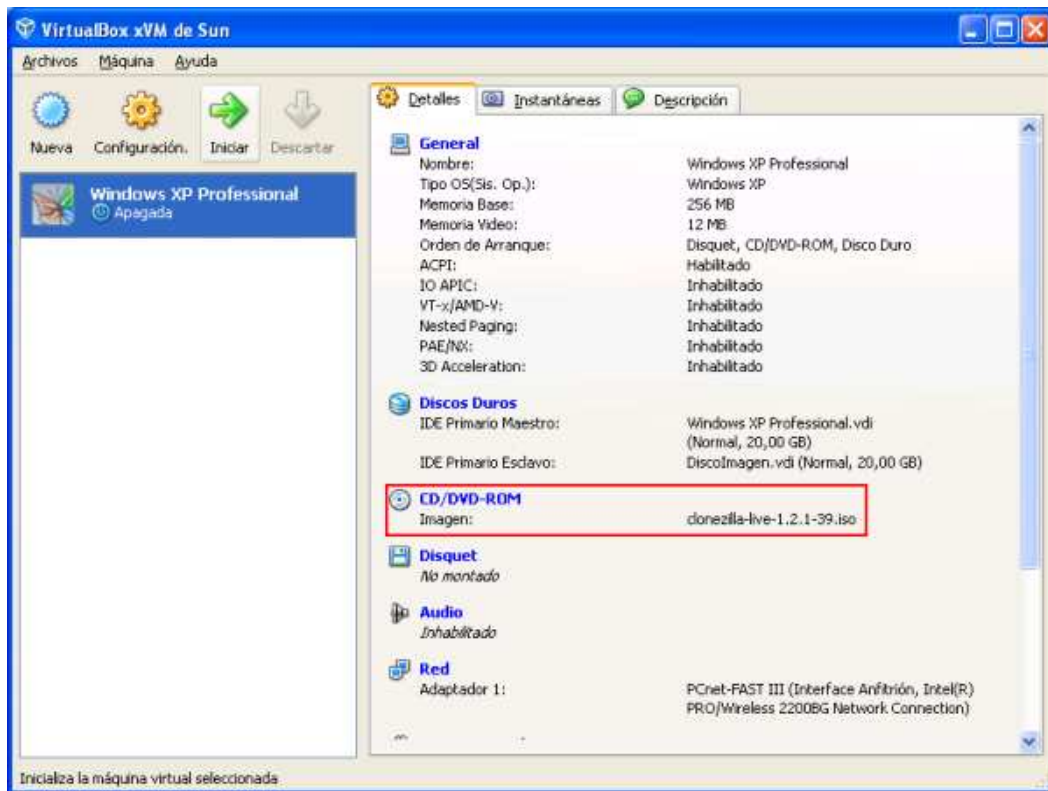 VirtualBox xVM de Sun
Archivos Máquina Ayuda
Nueva Configuración. Iniciar Descartar
Detalles Instantáneas Descripción
Windows XP Professional
Apagada
General
Nombre: Windows XP Professional
Tipo OS(Sis. Op.): Windows XP
Memoria Base: 256 MB
Memoria Video: 12 MB
Orden de Arranque: Disquet, CD/DVD-ROM, Disco Duro
ACPI: Habilitado
IO APIC: Inhabilitado
VT-x/AMD-V: Inhabilitado
Nested Paging: Inhabilitado
PAE/NX: Inhabilitado
3D Acceleration: Inhabilitado
Discos Duros
IDE Primario Maestro: Windows XP Professional.vdi
(Normal, 20,00 GB)
IDE Primario Esclavo: DiscoImagen.vdi (Normal, 20,00 GB)
CD/DVD-ROM
Imagen: clonezilla-live-1.2.1-39.iso
Disquet
No montado
Audio
Inhabilitado
Red
Adaptador 1: PCnet-FAST III (Interface Anfitrión, Intel(R)
PRO/Wireless 2200BG Network Connection)
Inicializa la máquina virtual seleccionada